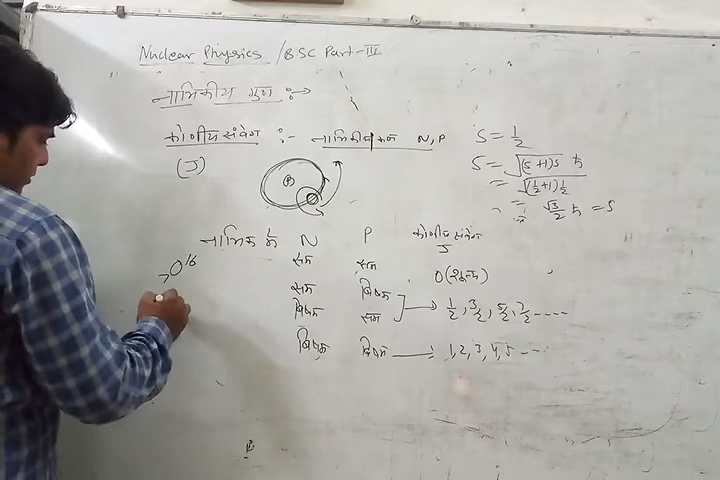 Nuclear Physics / BSC Part-III
नाभिकीय गुण :→
कोणीय संवेग :- नाभिकीय कण N, P
(J)
P
S = 1/2
S = √(s+1)s ħ
= √(1/2+1)1/2
= √3/2 ħ = S
नाभिक में N P कोणीय संवेग J
सम सम 0 (शून्य)
सम विषम
विषम सम → 1/2, 3/2, 5/2, 7/2 ----
विषम विषम → 1, 2, 3, 4, 5 ---
O16